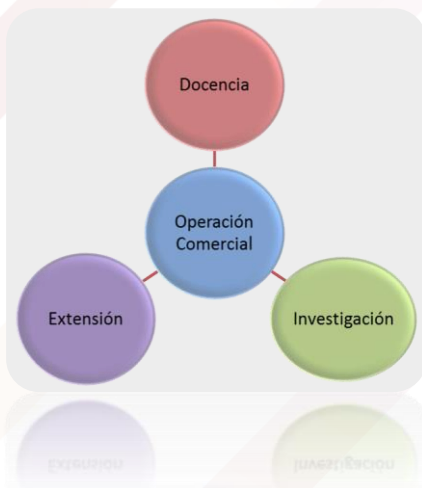 Docencia
Operación
Comercial
Extensión
Investigación